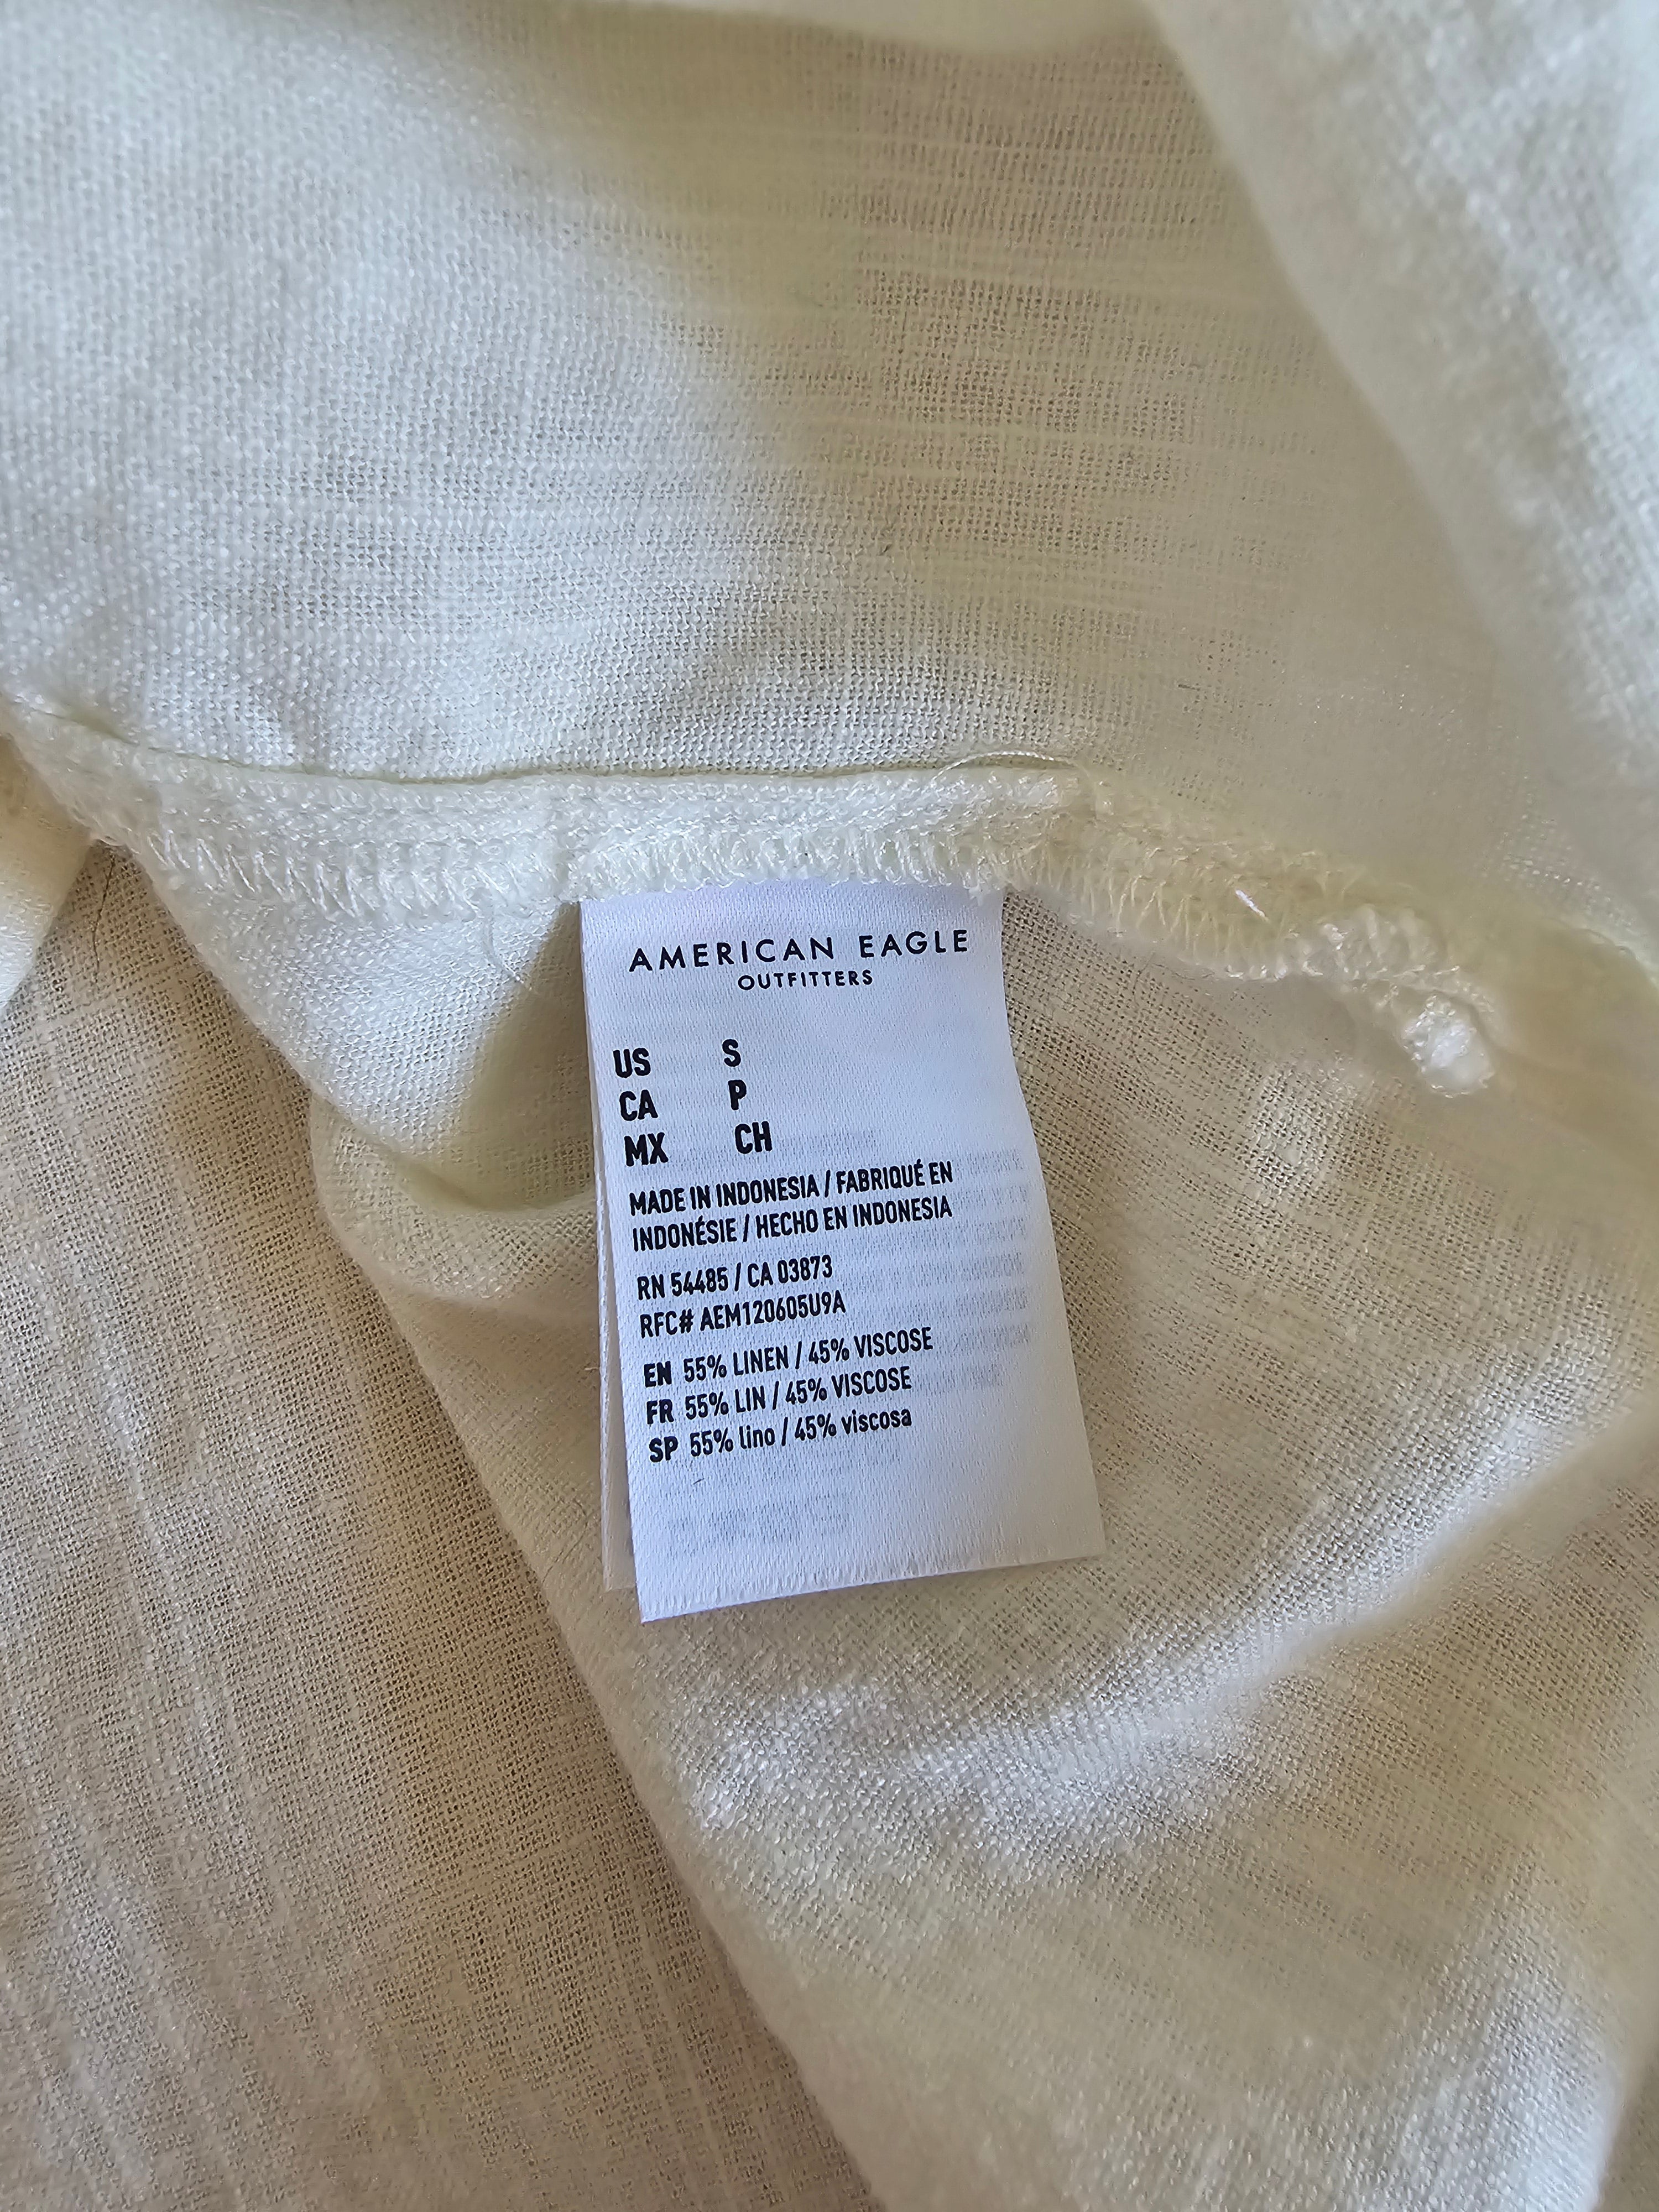 AMERICAN EAGLE
OUTFITTERS
US S
CA P
MX CH
MADE IN INDONESIA / FABRIQUÉ EN
INDONÉSIE / HECHO EN INDONESIA
RN 54485 / CA 03873
RFC# AEM120605U9A
EN 55% LINEN / 45% VISCOSE
FR 55% LIN / 45% VISCOSE
SP 55% lino / 45% viscosa